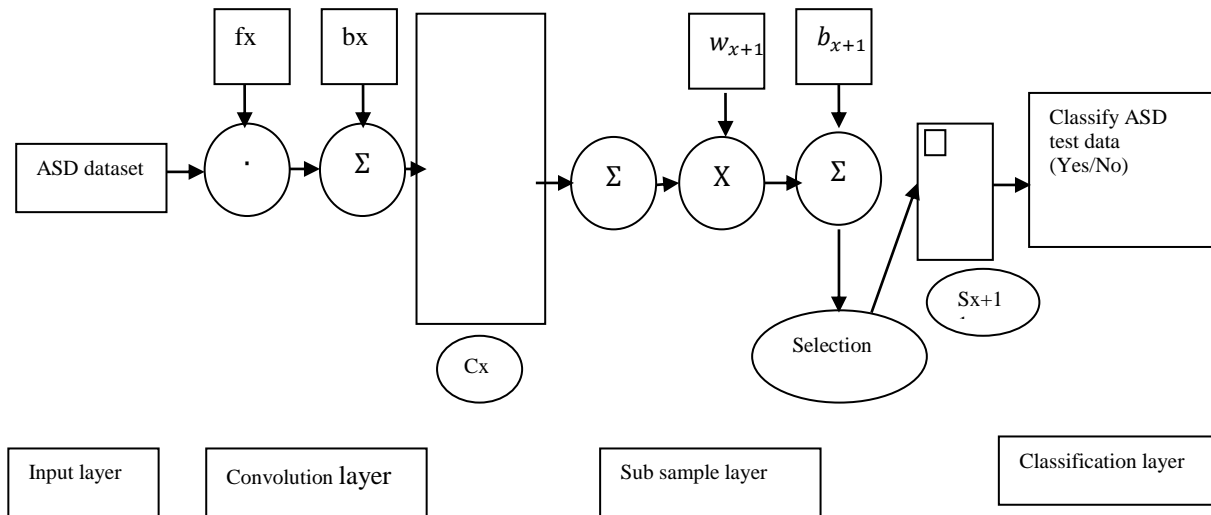 fx
bx
w_{x+1}
b_{x+1}
ASD dataset
·
Σ
Σ
X
Σ
Classify ASD
test data
(Yes/No)
Sx+1
Selection
Cx
Input layer
Convolution layer
Sub sample layer
Classification layer